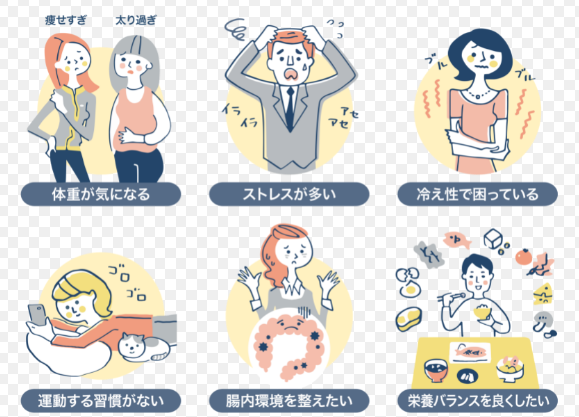 痩せすぎ 太り過ぎ
体重が気になる
イライラ
アセアセ
ストレスが多い
ブル
ブル
冷え性で困っている
ゴロ
ゴロ
運動する習慣がない
腸内環境を整えたい
栄養バランスを良くしたい